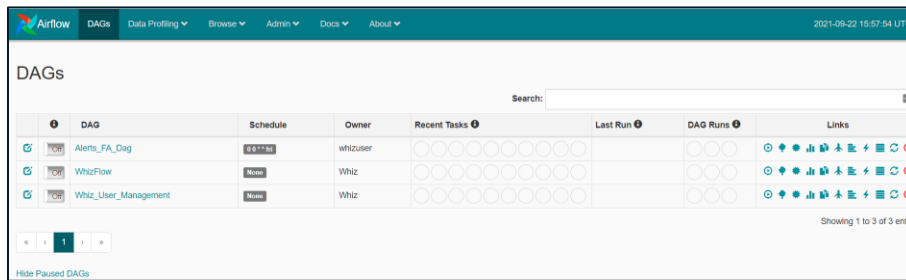 Airflow DAGs Data Profiling Browse Admin Docs About 2021-09-22 15:57:54 UT
DAGs
Search:
DAG Schedule Owner Recent Tasks Last Run DAG Runs Links
Off Alerts_FA_Dag whizuser
Off WhizFlow None Whiz
Off Whiz_User_Management None Whiz
Showing 1 to 3 of 3 ent
« ‹ 1 › »
Hide Paused DAGs